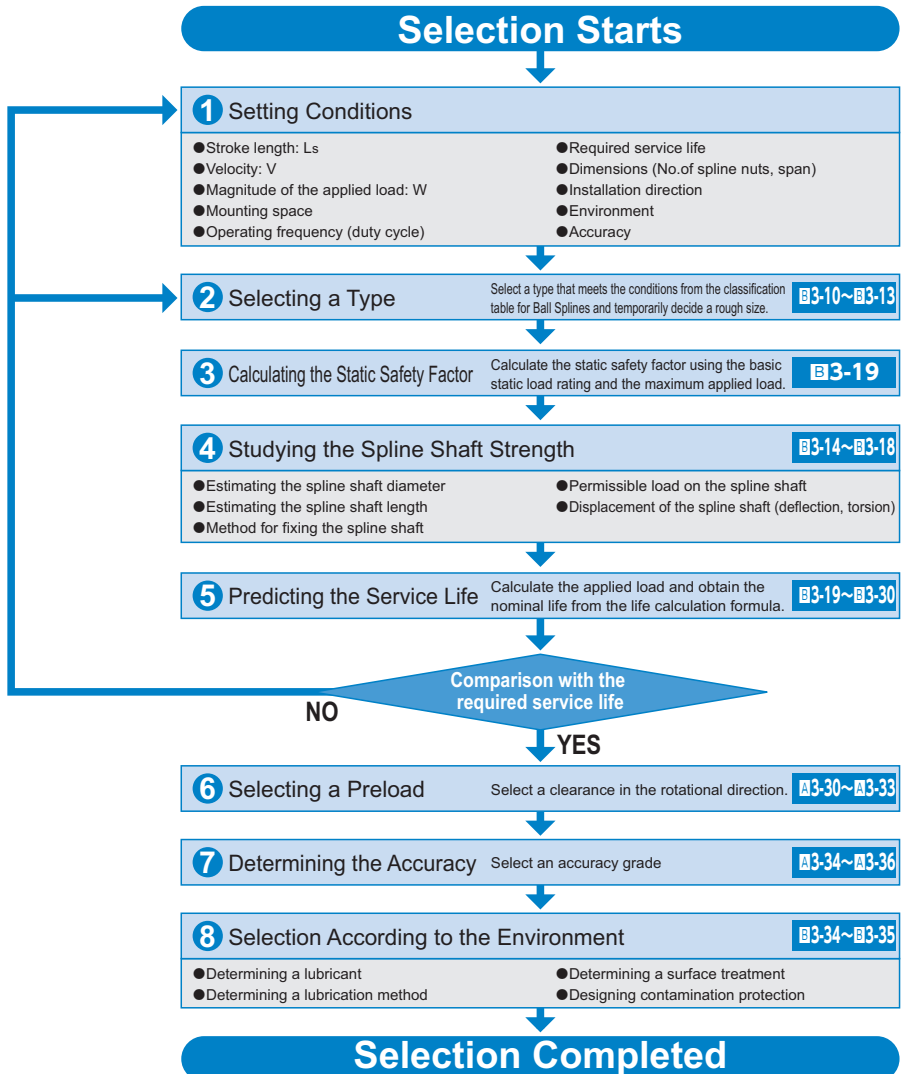 Selection Starts
1 Setting Conditions
●Stroke length: Ls
●Velocity: V
●Magnitude of the applied load: W
●Mounting space
●Operating frequency (duty cycle)
●Required service life
●Dimensions (No.of spline nuts, span)
●Installation direction
●Environment
●Accuracy
2 Selecting a Type
Select a type that meets the conditions from the classification
table for Ball Splines and temporarily decide a rough size.
B3-10~B3-13
3 Calculating the Static Safety Factor
Calculate the static safety factor using the basic
static load rating and the maximum applied load.
B3-19
4 Studying the Spline Shaft Strength
B3-14~B3-18
●Estimating the spline shaft diameter
●Estimating the spline shaft length
●Method for fixing the spline shaft
●Permissible load on the spline shaft
●Displacement of the spline shaft (deflection, torsion)
5 Predicting the Service Life
Calculate the applied load and obtain the
nominal life from the life calculation formula.
B3-19~B3-30
Comparison with the
required service life
NO
YES
6 Selecting a Preload
Select a clearance in the rotational direction.
A3-30~A3-33
7 Determining the Accuracy
Select an accuracy grade
A3-34~A3-36
8 Selection According to the Environment
B3-34~B3-35
●Determining a lubricant
●Determining a lubrication method
●Determining a surface treatment
●Designing contamination protection
Selection Completed